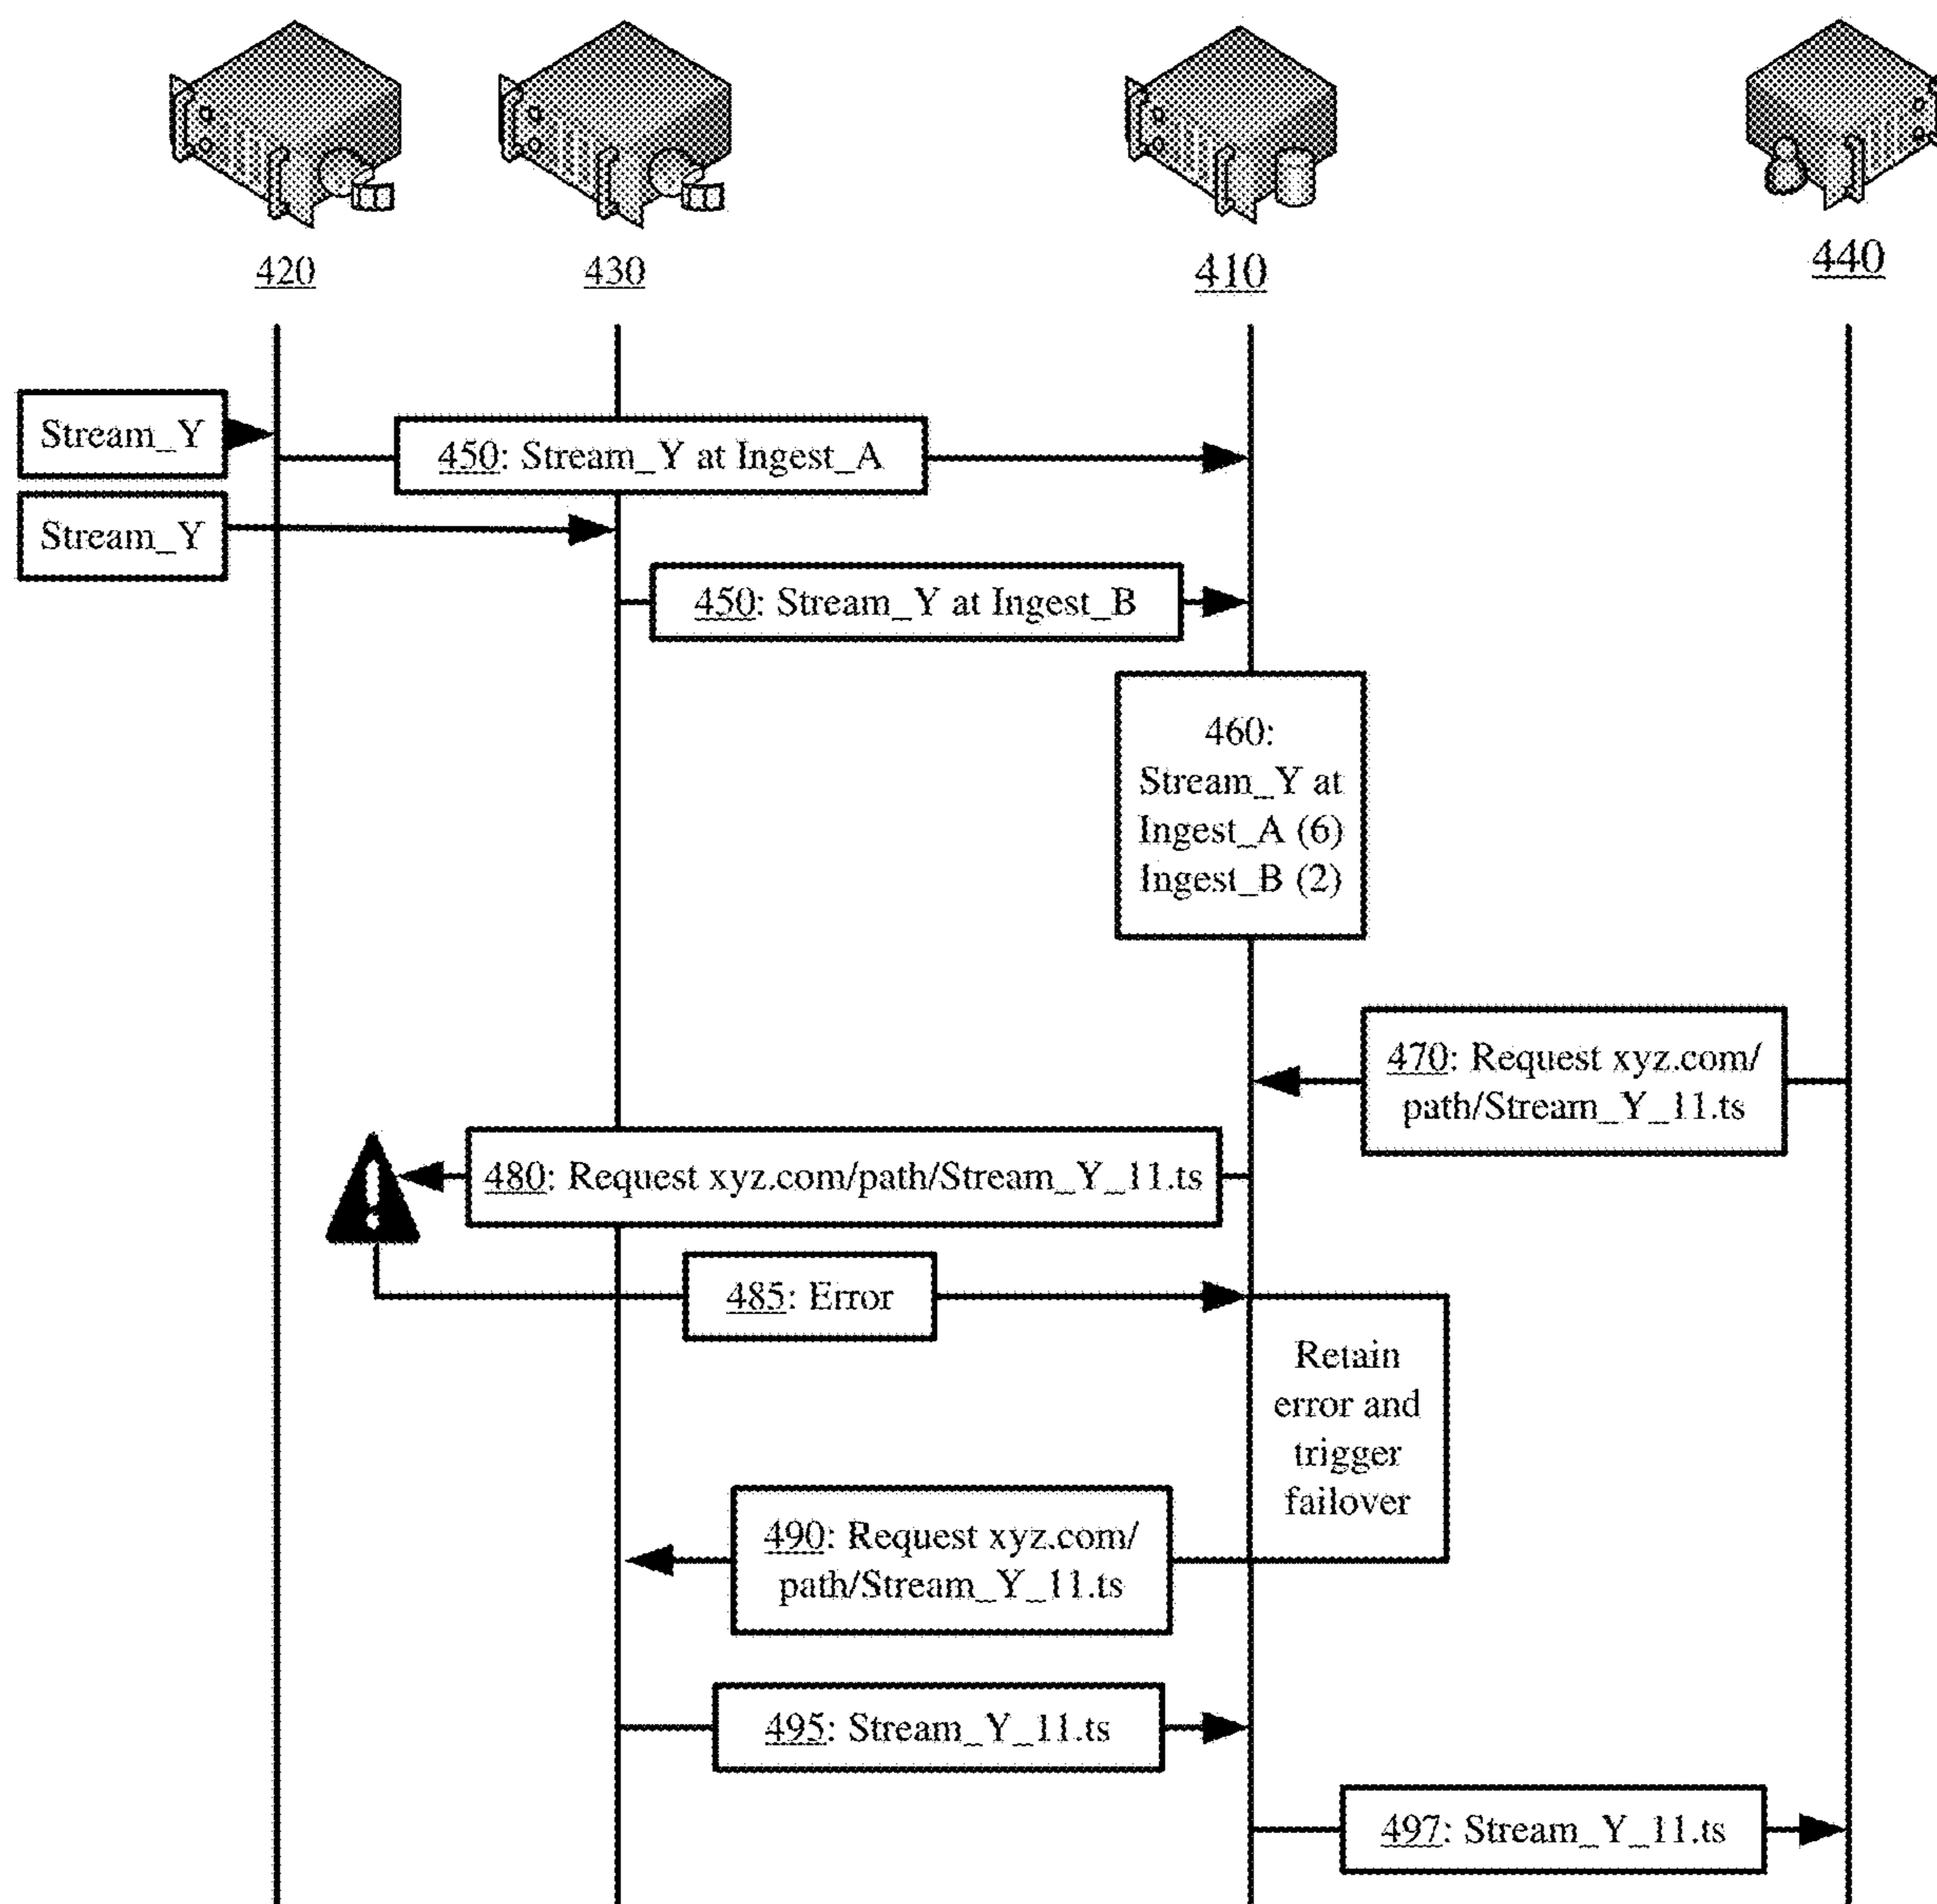 420
430
410
440
Stream_Y
450: Stream_Y at Ingest_A
Stream_Y
450: Stream_Y at Ingest_B
460:
Stream_Y at
Ingest_A (6)
Ingest_B (2)
470: Request xyz.com/
path/Stream_Y_11.ts
480: Request xyz.com/path/Stream_Y_11.ts
485: Error
Retain
error and
trigger
failover
490: Request xyz.com/
path/Stream_Y_11.ts
495: Stream_Y_11.ts
497: Stream_Y_11.ts